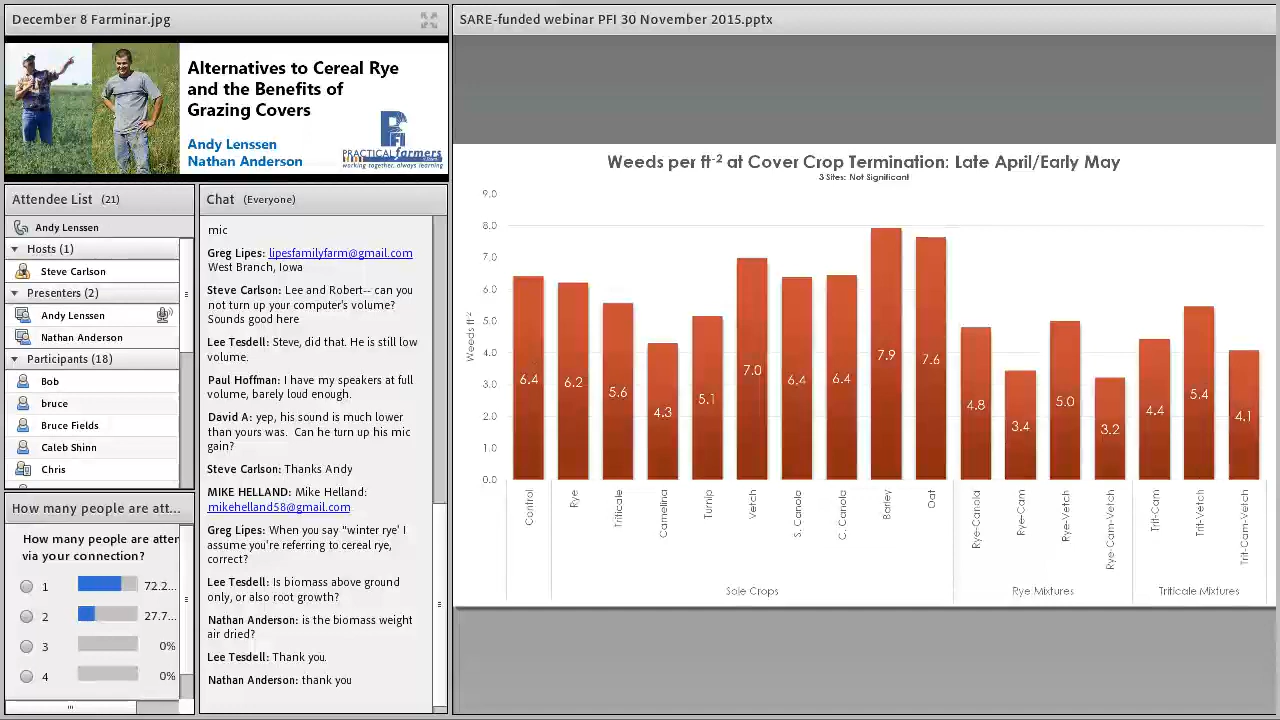 December 8 Farminar.jpg
Alternatives to Cereal Rye
and the Benefits of
Grazing Covers
Andy Lenssen
Nathan Anderson
PFI
PRACTICAL farmers
working together, always learning
Attendee List (21)
Andy Lenssen
Hosts (1)
Steve Carlson
Presenters (2)
Andy Lenssen
Nathan Anderson
Participants (18)
Bob
bruce
Bruce Fields
Caleb Shinn
Chris
How many people are att...
How many people are atter
via your connection?
1 72.2...
2 27.7...
3 0%
4 0%
Chat (Everyone)
mic
Greg Lipes: lipesfamilyfarm@gmail.com
West Branch, Iowa
Steve Carlson: Lee and Robert-- can you
not turn up your computer's volume?
Sounds good here
Lee Tesdell: Steve, did that. He is still low
volume.
Paul Hoffman: I have my speakers at full
volume, barely loud enough.
David A: yep, his sound is much lower
than yours was. Can he turn up his mic
gain?
Steve Carlson: Thanks Andy
MIKE HELLAND: Mike Helland:
mikehelland58@gmail.com
Greg Lipes: When you say "winter rye' I
assume you're referring to cereal rye,
correct?
Lee Tesdell: Is biomass above ground
only, or also root growth?
Nathan Anderson: is the biomass weight
air dried?
Lee Tesdell: Thank you.
Nathan Anderson: thank you
SARE-funded webinar PFI 30 November 2015.pptx
Weeds per ft⁻² at Cover Crop Termination: Late April/Early May
3 Sites: Not Significant
Weeds ft⁻²
9.0
8.0
7.0
6.0
5.0
4.0
3.0
2.0
1.0
0.0
6.4 6.2 5.6 4.3 5.1 7.0 6.4 6.4 7.9 7.6 4.8 3.4 5.0 3.2 4.4 5.4 4.1
Control Rye Triticale Camelina Turnip Vetch S. Canola C. Canola Barley Oat Rye-Canola Rye-Cam Rye-Vetch Rye-Cam-Vetch Trit-Cam Trit-Vetch Trit-Cam-Vetch
Sole Crops Rye Mixtures Triticale Mixtures